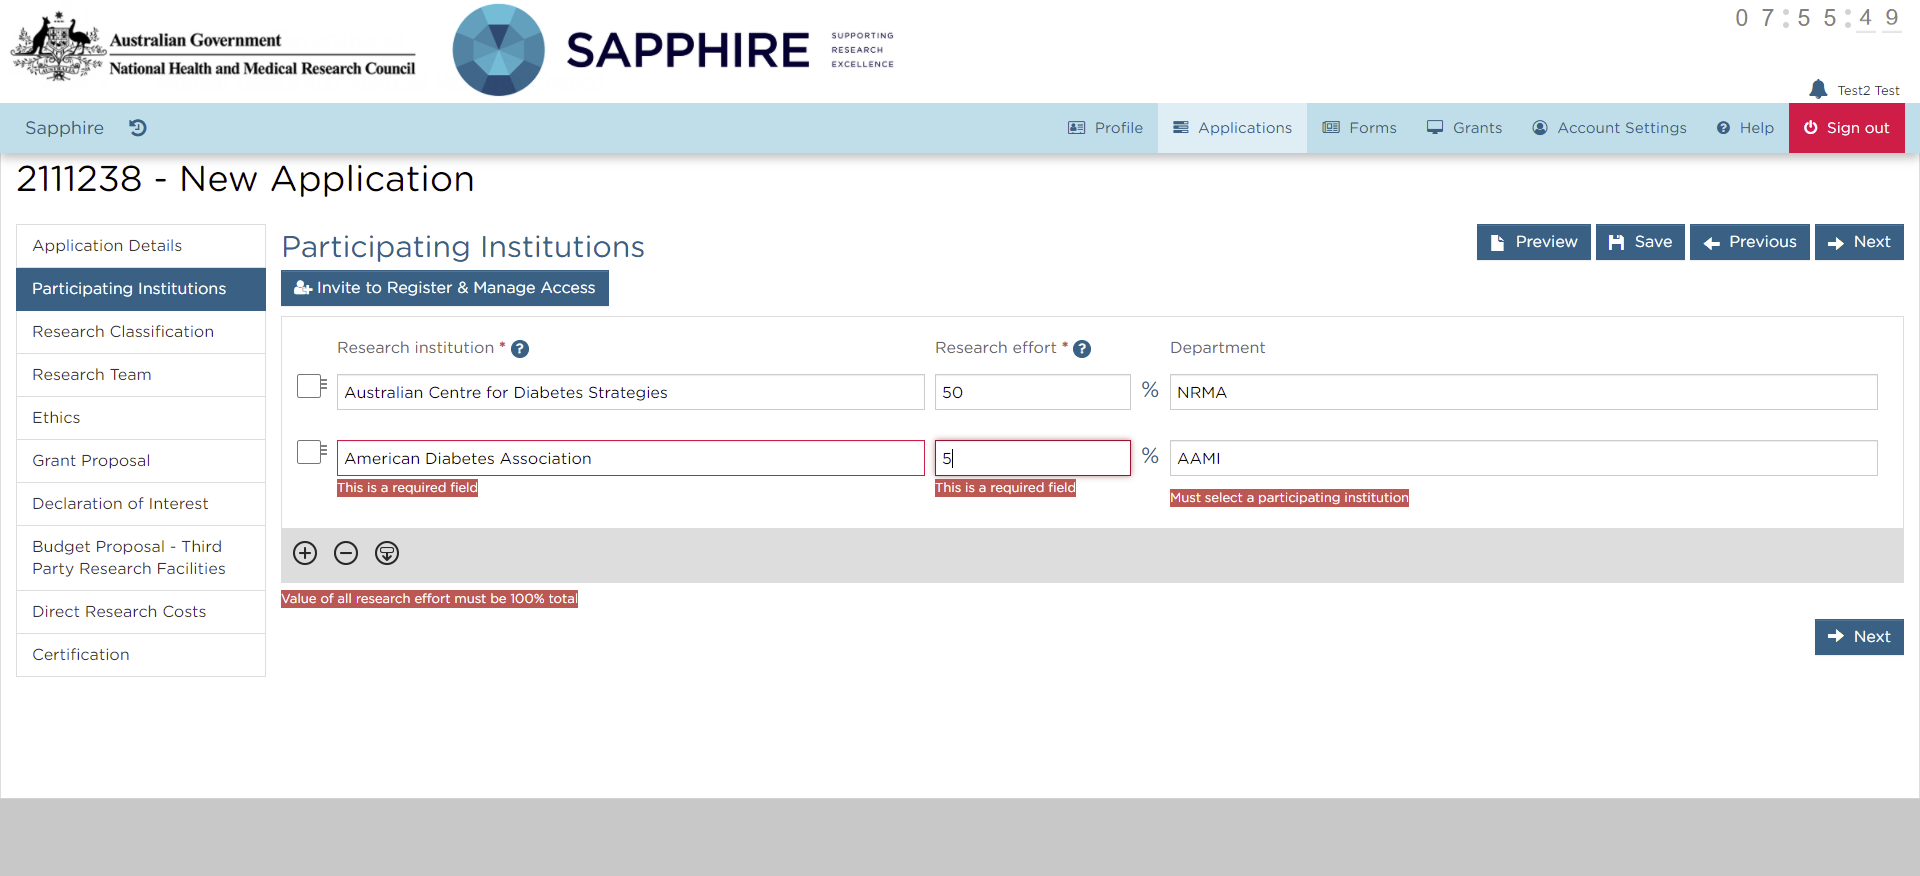 Australian Government
National Health and Medical Research Council
SAPPHIRE
SUPPORTING
RESEARCH
EXCELLENCE
07:55:49
Test2 Test
Sapphire
Profile
Applications
Forms
Grants
Account Settings
Help
Sign out
2111238 - New Application
Application Details
Participating Institutions
Research Classification
Research Team
Ethics
Grant Proposal
Declaration of Interest
Budget Proposal - Third
Party Research Facilities
Direct Research Costs
Certification
Participating Institutions
Preview
Save
Previous
Next
Invite to Register & Manage Access
Research institution *
Research effort *
Department
Australian Centre for Diabetes Strategies
50
%
NRMA
American Diabetes Association
5
%
AAMI
This is a required field
This is a required field
Must select a participating institution
Value of all research effort must be 100% total
Next